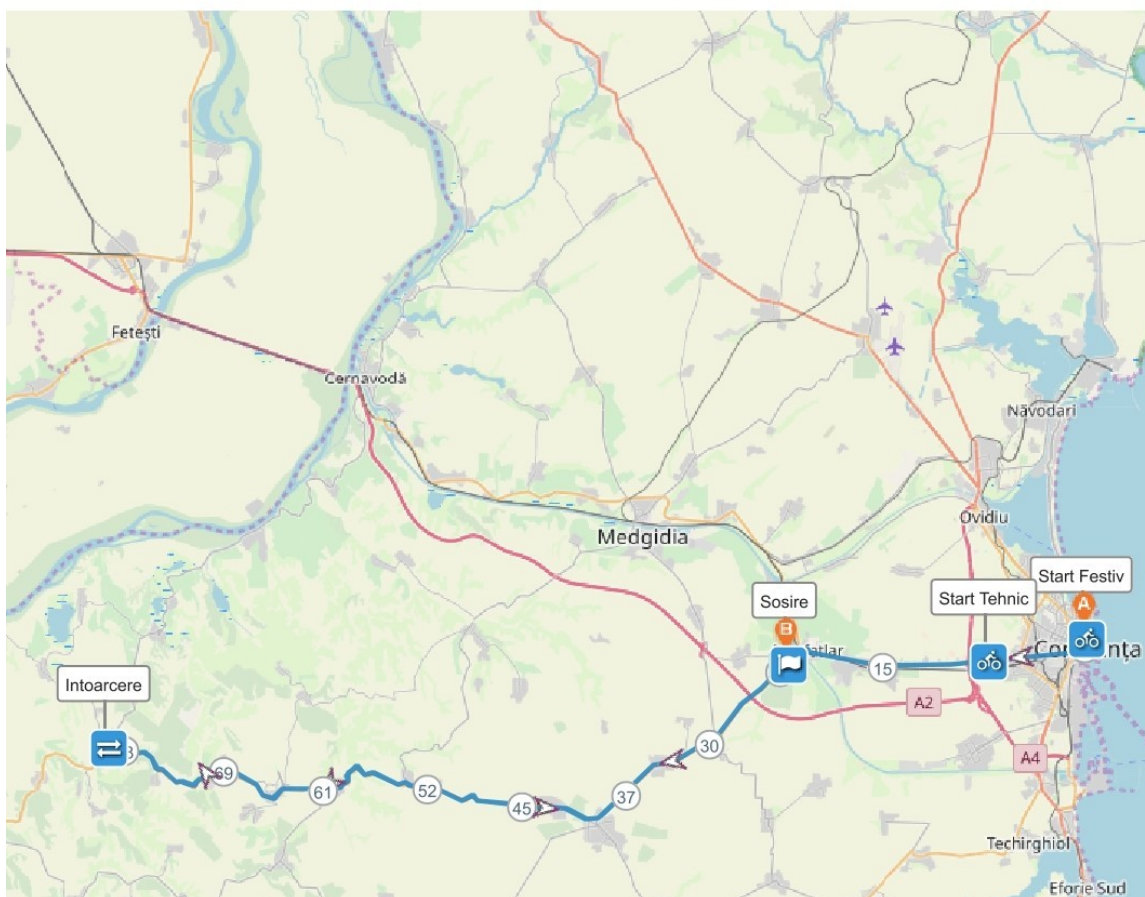 Fetești
Cernavodă
Năvodari
Ovidiu
Medgidia
Start Festiv
A
Sosire
Start Tehnic
B
15
Intoarcere
A2
30
69
61
52
45
37
A4
Techirghiol
Eforie Sud